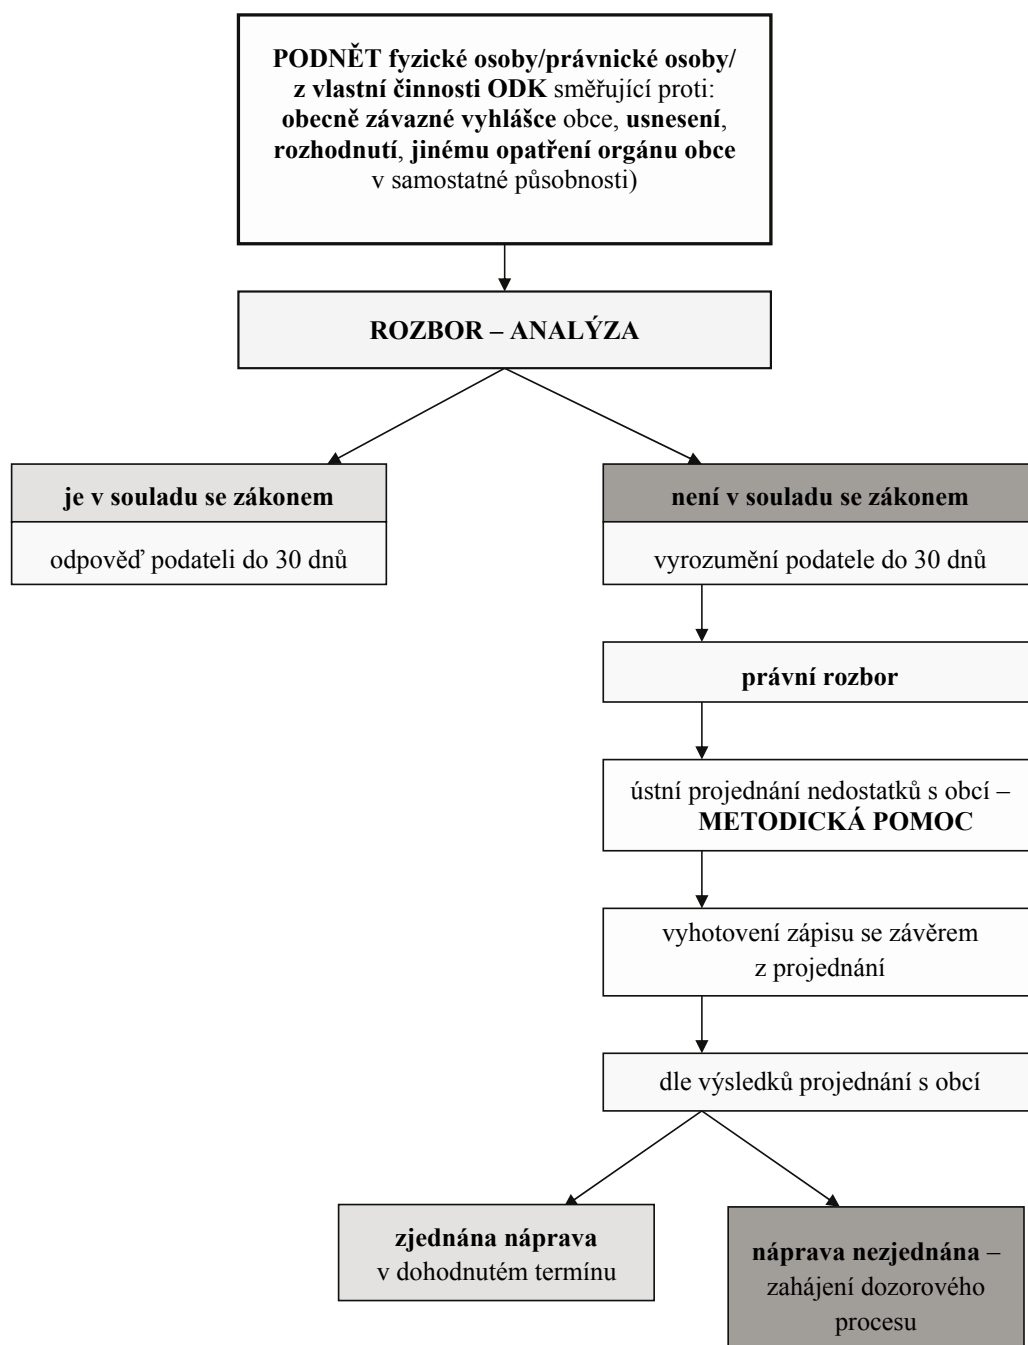 PODNĚT fyzické osoby/právnické osoby/
z vlastní činnosti ODK směřující proti:
obecně závazné vyhlášce obce, usnesení,
rozhodnutí, jinému opatření orgánu obce
v samostatné působnosti)
ROZBOR – ANALÝZA
je v souladu se zákonem
odpověď podateli do 30 dnů
není v souladu se zákonem
vyrozumění podatele do 30 dnů
právní rozbor
ústní projednání nedostatků s obcí –
METODICKÁ POMOC
vyhotovení zápisu se závěrem
z projednání
dle výsledků projednání s obcí
zjednána náprava
v dohodnutém termínu
náprava nezjednána –
zahájení dozorového
procesu